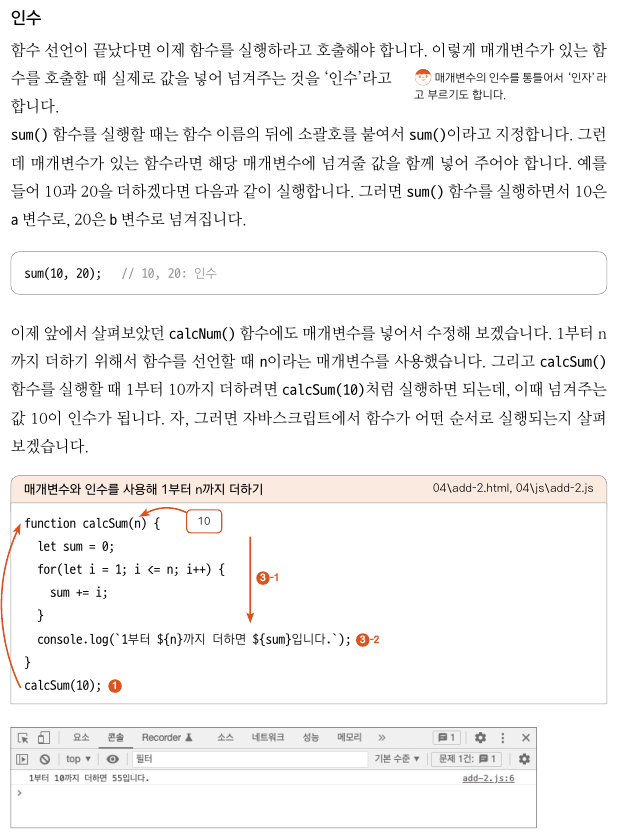 인수
함수 선언이 끝났다면 이제 함수를 실행하라고 호출해야 합니다. 이렇게 매개변수가 있는 함
수를 호출할 때 실제로 값을 넣어 넘겨주는 것을 ‘인수’라고
합니다.
매개변수의 인수를 통틀어서 ‘인자’라
고 부르기도 합니다.
sum() 함수를 실행할 때는 함수 이름의 뒤에 소괄호를 붙여서 sum()이라고 지정합니다. 그런
데 매개변수가 있는 함수라면 해당 매개변수에 넘겨줄 값을 함께 넣어 주어야 합니다. 예를
들어 10과 20을 더하겠다면 다음과 같이 실행합니다. 그러면 sum() 함수를 실행하면서 10은
a 변수로, 20은 b 변수로 넘겨집니다.
sum(10, 20);   // 10, 20: 인수
이제 앞에서 살펴보았던 calcNum() 함수에도 매개변수를 넣어서 수정해 보겠습니다. 1부터 n
까지 더하기 위해서 함수를 선언할 때 n이라는 매개변수를 사용했습니다. 그리고 calcSum()
함수를 실행할 때 1부터 10까지 더하려면 calcSum(10)처럼 실행하면 되는데, 이때 넘겨주는
값 10이 인수가 됩니다. 자, 그러면 자바스크립트에서 함수가 어떤 순서로 실행되는지 살펴
보겠습니다.
매개변수와 인수를 사용해 1부터 n까지 더하기 04\add-2.html, 04\js\add-2.js
function calcSum(n) { 10
  let sum = 0;
  for(let i = 1; i <= n; i++) {
    sum += i;
  }
3-1
  console.log(`1부터 ${n}까지 더하면 ${sum}입니다.`); 3-2
}
calcSum(10); 1
요소 콘솔 Recorder 소스 네트워크 성능 메모리 » 1
top ▼ 필터 기본 수준 ▼ 문제 1건: 1
1부터 10까지 더하면 55입니다. add-2.js:6
>